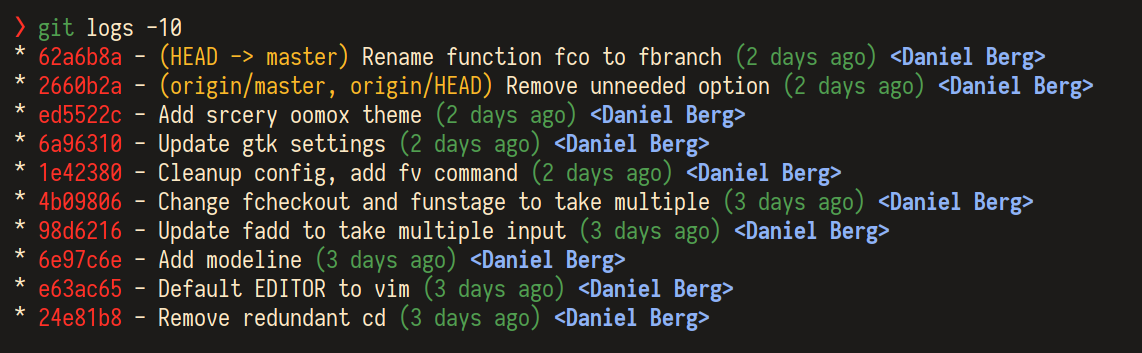 ❯ git logs -10
* 62a6b8a - (HEAD -> master) Rename function fco to fbranch (2 days ago) <Daniel Berg>
* 2660b2a - (origin/master, origin/HEAD) Remove unneeded option (2 days ago) <Daniel Berg>
* ed5522c - Add srcery oomox theme (2 days ago) <Daniel Berg>
* 6a96310 - Update gtk settings (2 days ago) <Daniel Berg>
* 1e42380 - Cleanup config, add fv command (2 days ago) <Daniel Berg>
* 4b09806 - Change fcheckout and funstage to take multiple (3 days ago) <Daniel Berg>
* 98d6216 - Update fadd to take multiple input (3 days ago) <Daniel Berg>
* 6e97c6e - Add modeline (3 days ago) <Daniel Berg>
* e63ac65 - Default EDITOR to vim (3 days ago) <Daniel Berg>
* 24e81b8 - Remove redundant cd (3 days ago) <Daniel Berg>